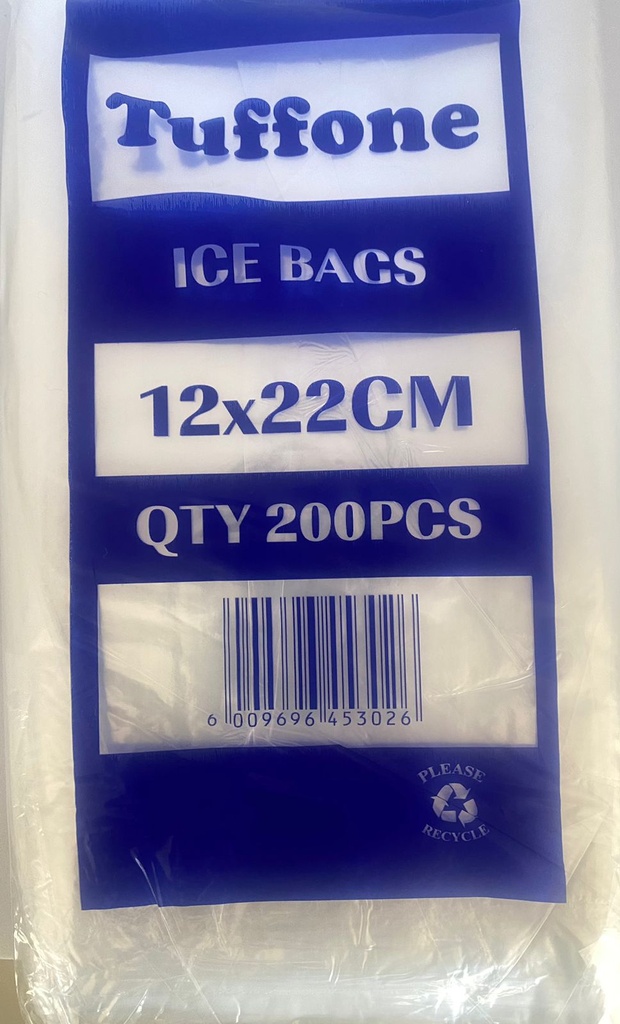 Tuffone
ICE BAGS
12x22CM
QTY 200PCS
6 009696 453026
PLEASE
RECYCLE